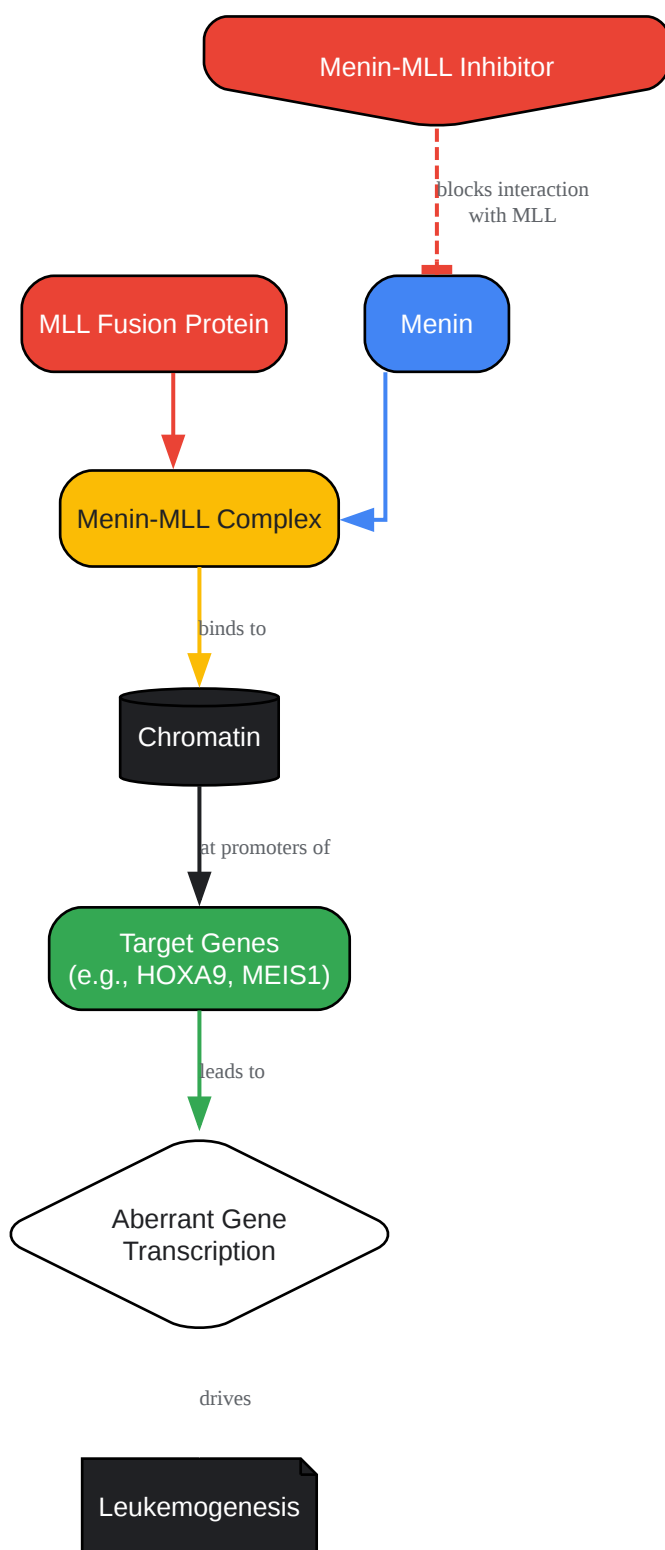 Menin-MLL Inhibitor
blocks interaction
with MLL
MLL Fusion Protein
Menin
Menin-MLL Complex
binds to
Chromatin
at promoters of
Target Genes
(e.g., HOXA9, MEIS1)
leads to
Aberrant Gene
Transcription
drives
Leukemogenesis